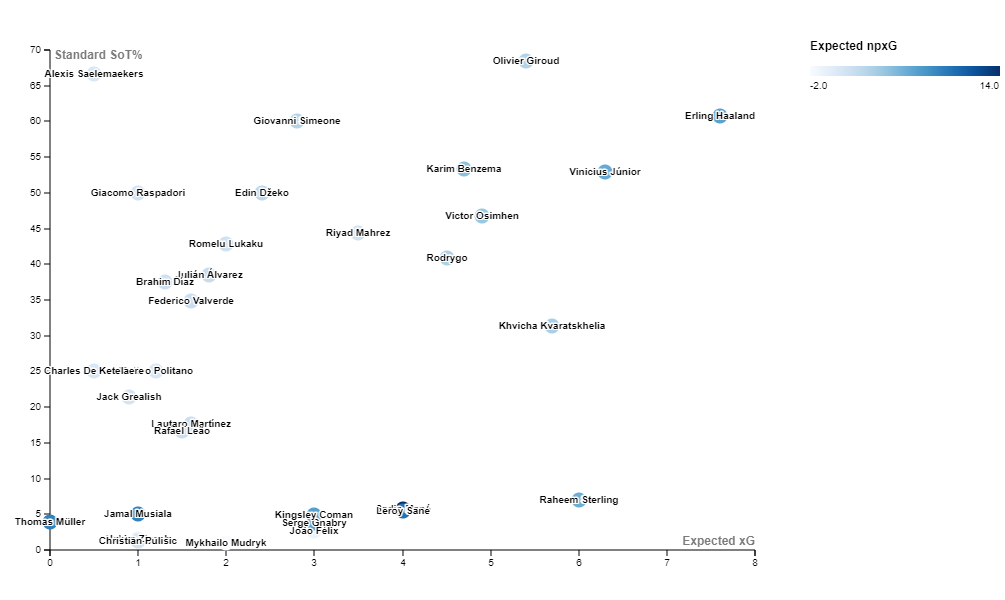 Expected npxG
-2.0
14.0
Standard SoT%
Expected xG
70
65
60
55
50
45
40
35
30
25
20
15
10
5
0
0
1
2
3
4
5
6
7
8
Olivier Giroud
Alexis Saelemaekers
Erling Haaland
Giovanni Simeone
Karim Benzema
Vinicius Júnior
Giacomo Raspadori
Edin Džeko
Victor Osimhen
Riyad Mahrez
Romelu Lukaku
Rodrygo
Julián Álvarez
Brahim Díaz
Federico Valverde
Khvicha Kvaratskhelia
Charles De Ketelaere
Politano
Jack Grealish
Lautaro Martínez
Rafael Leão
Raheem Sterling
Leroy Sané
Jamal Musiala
Kingsley Coman
Thomas Müller
Serge Gnabry
João Félix
Christian Pulisic
Mykhailo Mudryk